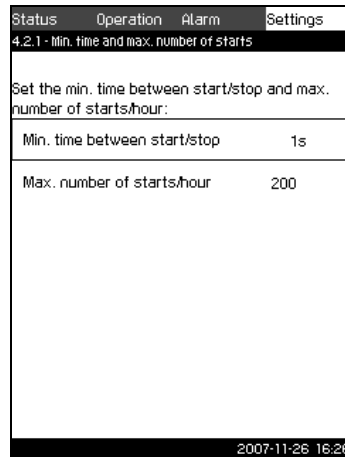 Status Operation Alarm Settings
4.2.1 - Min. time and max. number of starts
Set the min. time between start/stop and max.
number of starts/hour:
Min. time between start/stop 1s
Max. number of starts/hour 200
2007-11-26 16:26